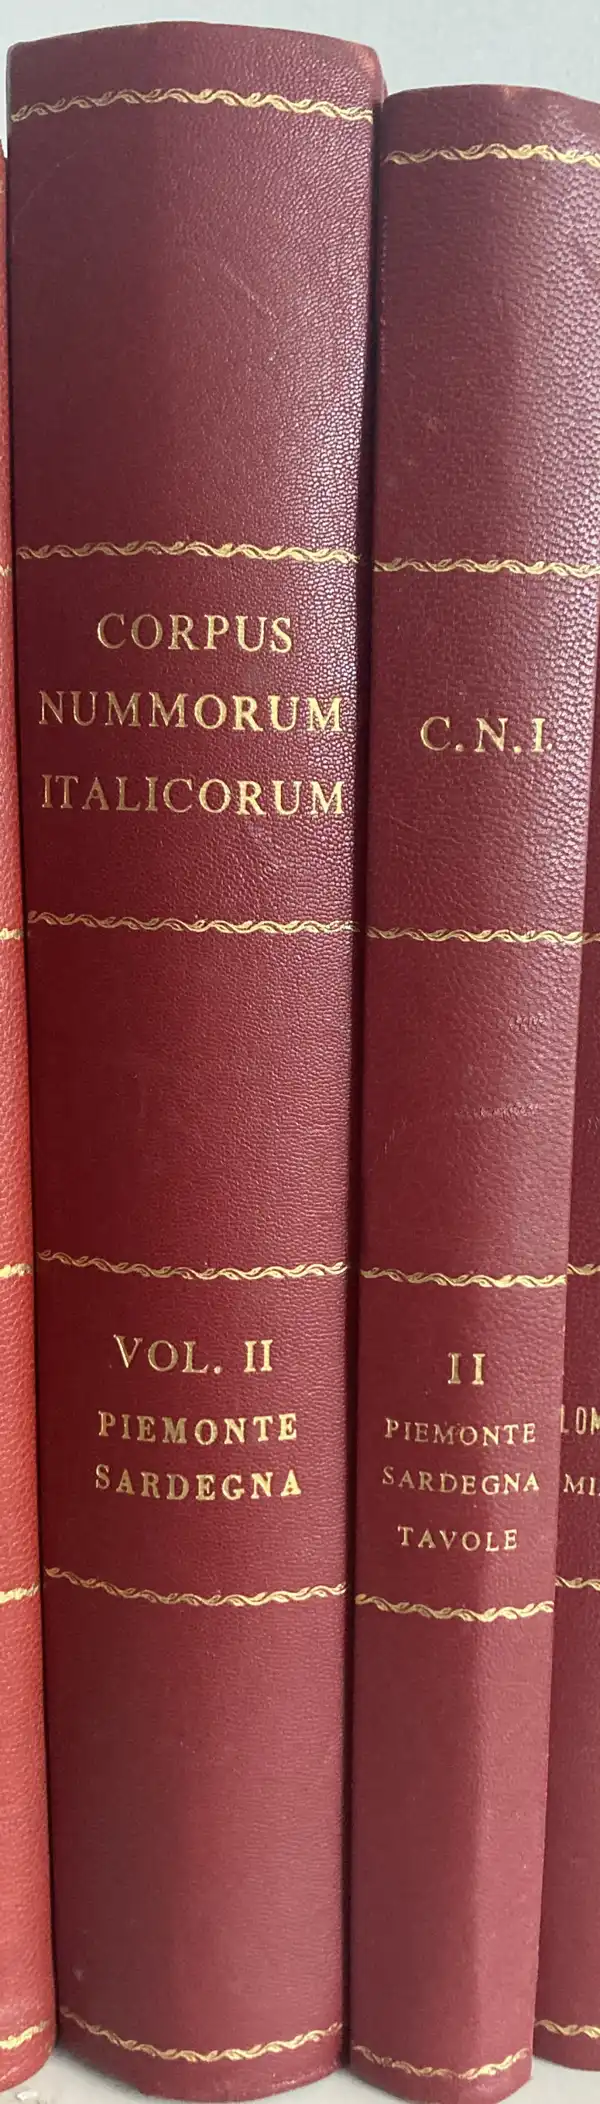 CORPUS
NUMMORUM
ITALICORUM
VOL. II
PIEMONTE
SARDEGNA
C.N.I.
II
PIEMONTE
SARDEGNA
TAVOLE